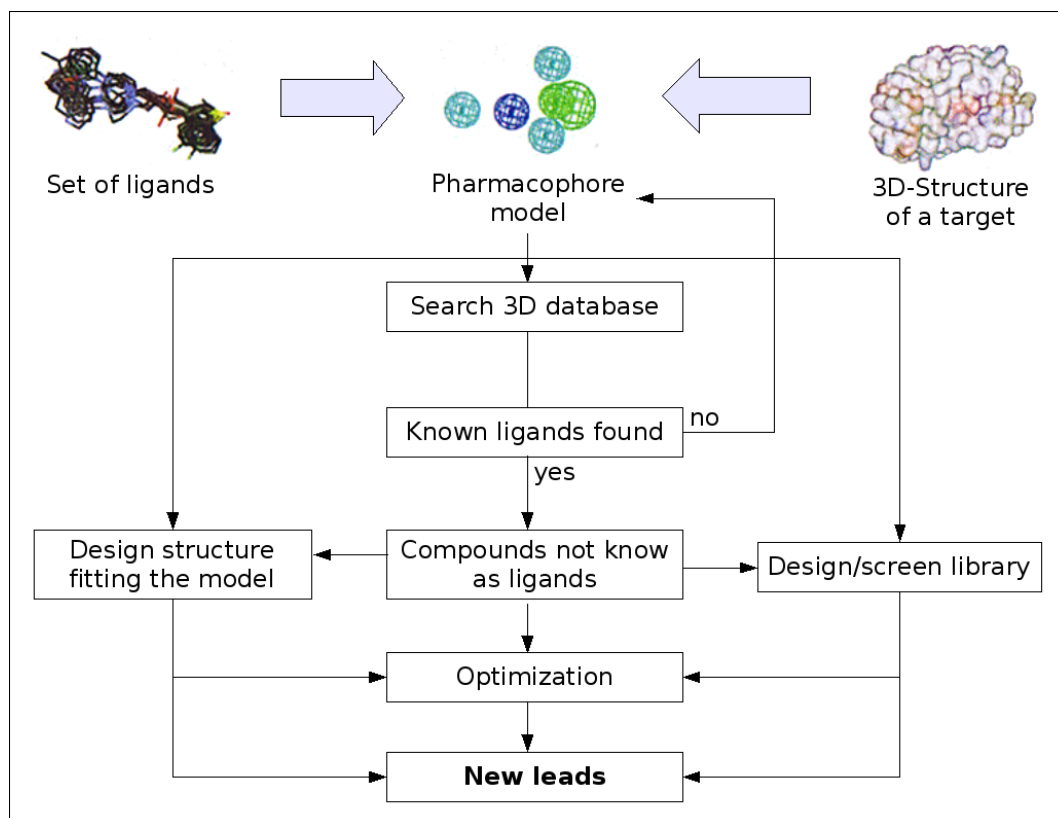 Set of ligands
Pharmacophore
model
3D-Structure
of a target
Search 3D database
Known ligands found
no
yes
Design structure
fitting the model
Compounds not know
as ligands
Design/screen library
Optimization
New leads